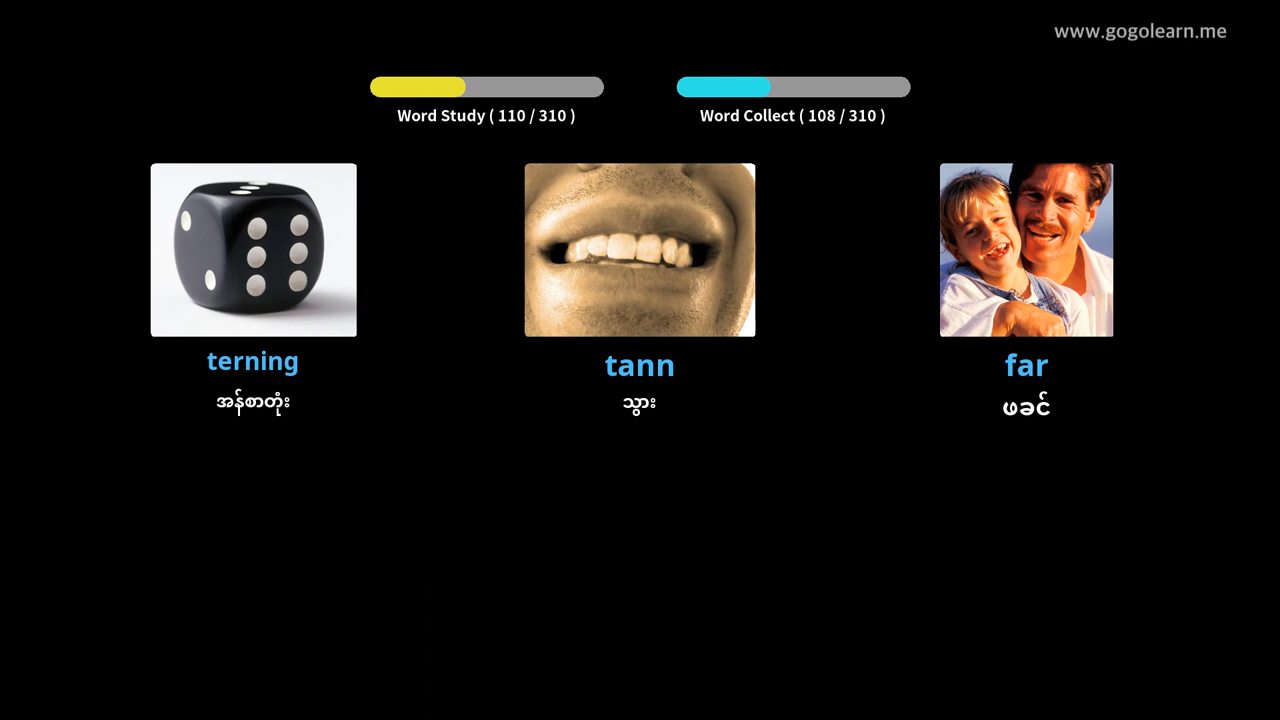 www.gogolearn.me
Word Study ( 110 / 310 )
Word Collect ( 108 / 310 )
terning
tann
far
အန်စာတုံး
သွား
ဖခင်